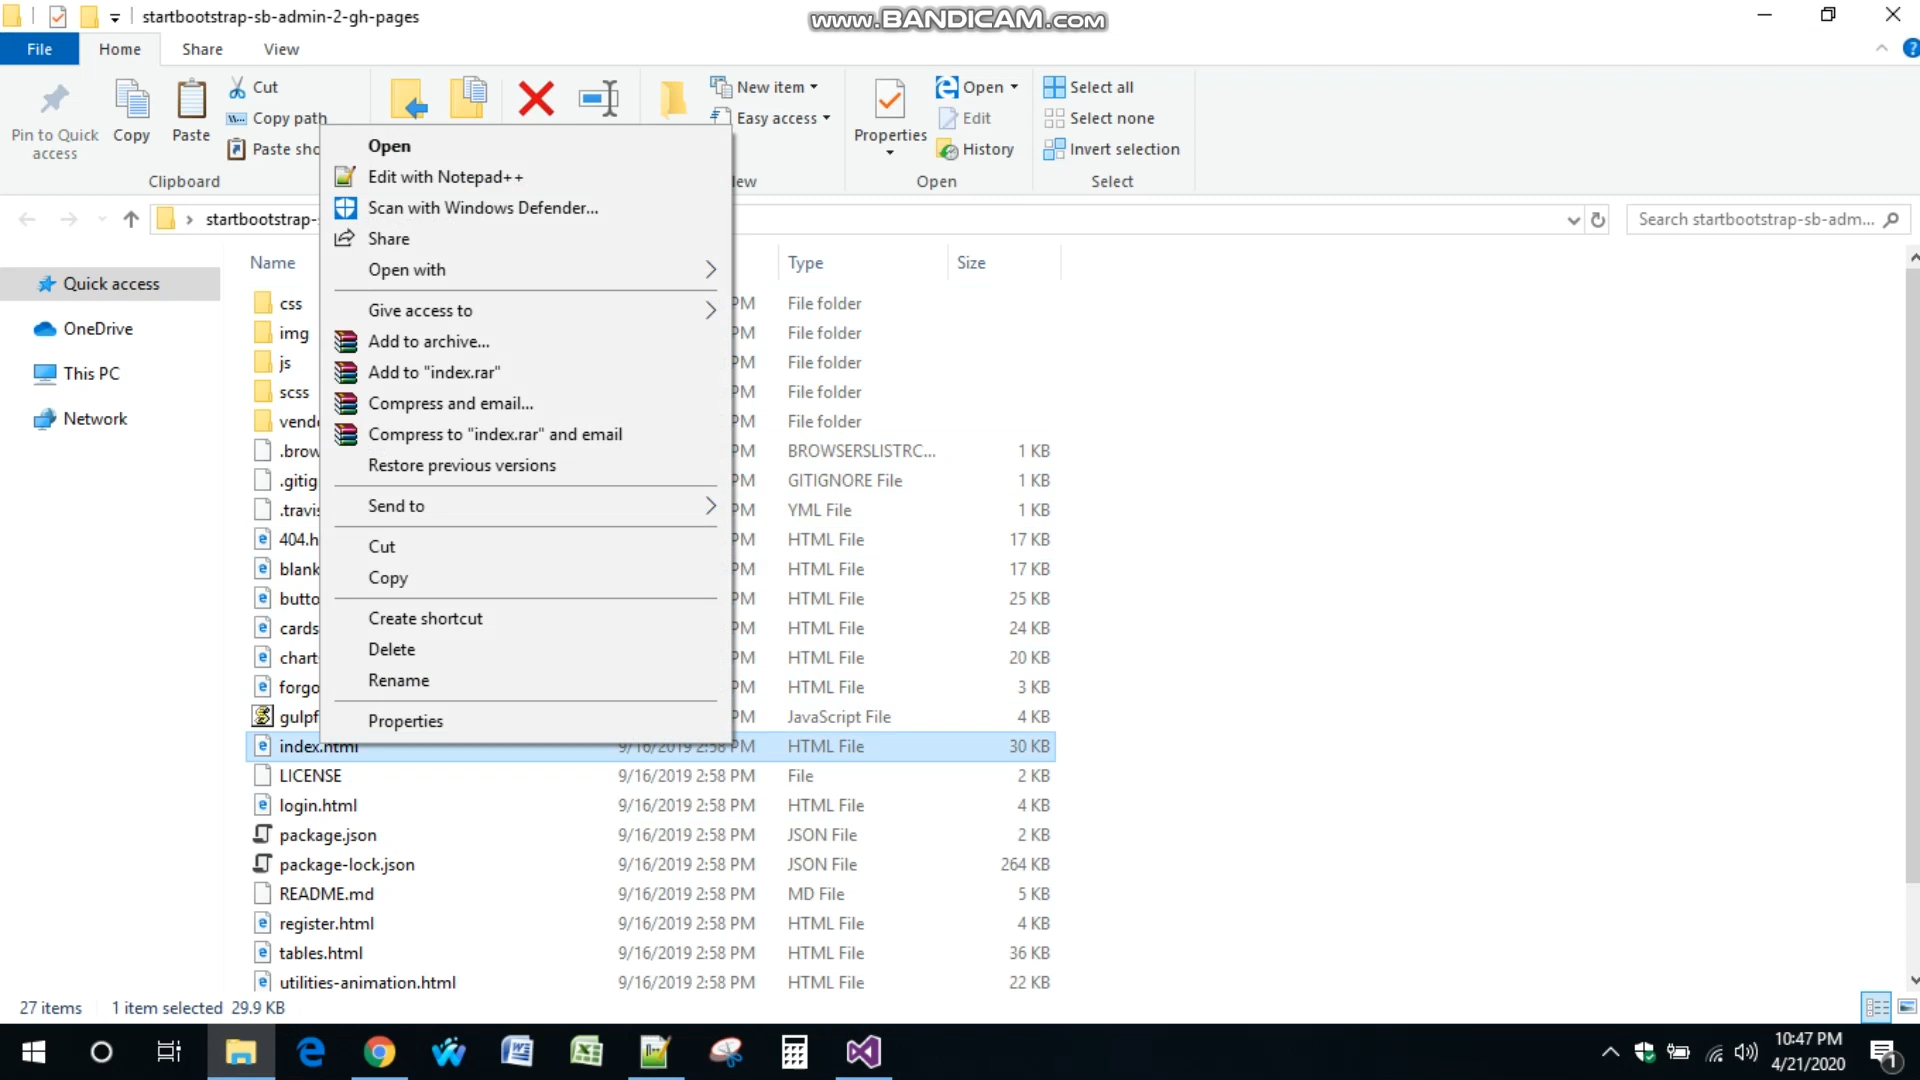 startbootstrap-sb-admin-2-gh-pages
www.BANDICAM.com
File
Home
Share
View
Pin to Quick
access
Copy
Paste
Cut
Copy path
Paste sho
Clipboard
New item
Easy access
ew
Properties
Open
Edit
History
Open
Select all
Select none
Invert selection
Select
startbootstrap-s
Search startbootstrap-sb-adm...
Quick access
OneDrive
This PC
Network
Open
Edit with Notepad++
Scan with Windows Defender...
Share
Open with
Give access to
Add to archive...
Add to "index.rar"
Compress and email...
Compress to "index.rar" and email
Restore previous versions
Send to
Cut
Copy
Create shortcut
Delete
Rename
Properties
Name Type Size
css PM File folder
img PM File folder
js PM File folder
scss PM File folder
vend PM File folder
.brow PM BROWSERSLISTRC... 1 KB
.gitig PM GITIGNORE File 1 KB
.travis PM YML File 1 KB
404.h PM HTML File 17 KB
blank PM HTML File 17 KB
butto PM HTML File 25 KB
cards PM HTML File 24 KB
chart PM HTML File 20 KB
forgo PM HTML File 3 KB
gulpf PM JavaScript File 4 KB
index.html 9/16/2019 2:58 PM HTML File 30 KB
LICENSE 9/16/2019 2:58 PM File 2 KB
login.html 9/16/2019 2:58 PM HTML File 4 KB
package.json 9/16/2019 2:58 PM JSON File 2 KB
package-lock.json 9/16/2019 2:58 PM JSON File 264 KB
README.md 9/16/2019 2:58 PM MD File 5 KB
register.html 9/16/2019 2:58 PM HTML File 4 KB
tables.html 9/16/2019 2:58 PM HTML File 36 KB
utilities-animation.html 9/16/2019 2:58 PM HTML File 22 KB
27 items 1 item selected 29.9 KB
10:47 PM
4/21/2020
1